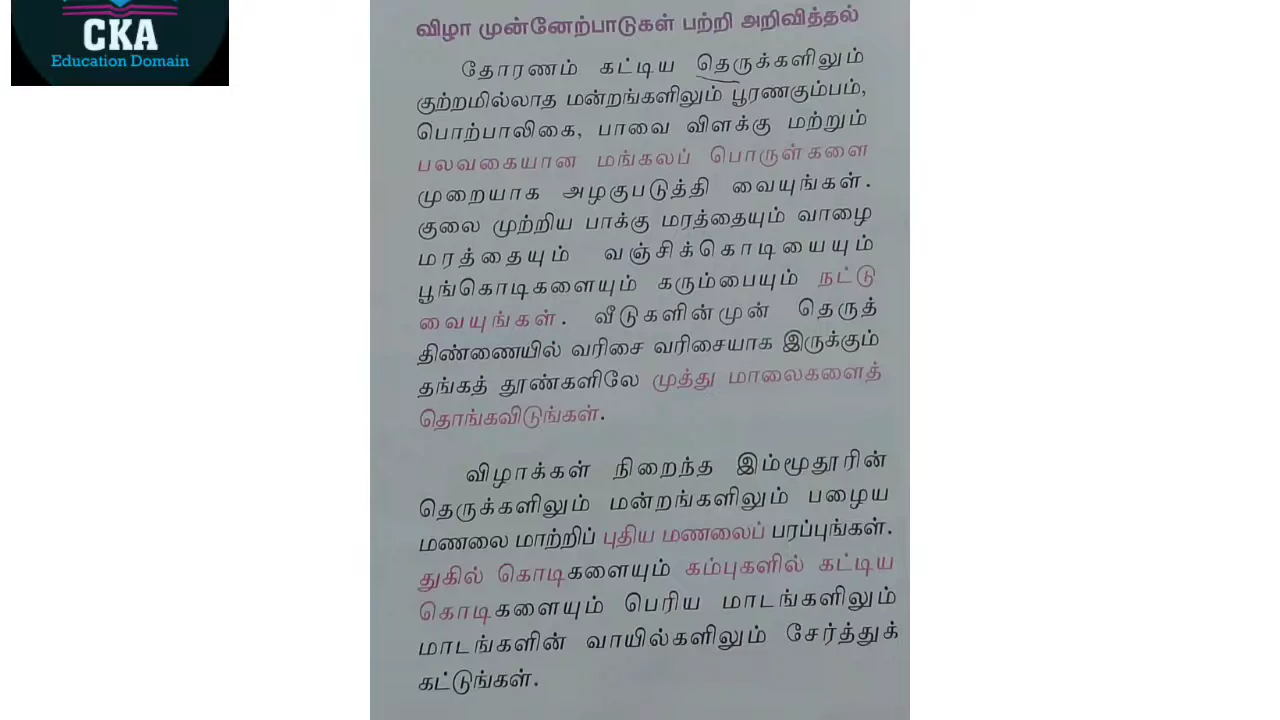 CKA
Education Domain
விழா முன்னேற்பாடுகள் பற்றி அறிவித்தல்
தோரணம் கட்டிய தெருக்களிலும்
குற்றமில்லாத மன்றங்களிலும் பூரணகும்பம்,
பொற்பாலிகை, பாவை விளக்கு மற்றும்
பலவகையான மங்கலப் பொருள்களை
முறையாக அழகுபடுத்தி வையுங்கள்.
குலை முற்றிய பாக்கு மரத்தையும் வாழை
மரத்தையும் வஞ்சிக்கொடியையும்
பூங்கொடிகளையும் கரும்பையும் நட்டு
வையுங்கள். வீடுகளின்முன் தெருத்
திண்ணையில் வரிசை வரிசையாக இருக்கும்
தங்கத் தூண்களிலே முத்து மாலைகளைத்
தொங்கவிடுங்கள்.
விழாக்கள் நிறைந்த இம்மூதூரின்
தெருக்களிலும் மன்றங்களிலும் பழைய
மணலை மாற்றிப் புதிய மணலைப் பரப்புங்கள்.
துகில் கொடிகளையும் கம்புகளில் கட்டிய
கொடிகளையும் பெரிய மாடங்களிலும்
மாடங்களின் வாயில்களிலும் சேர்த்துக்
கட்டுங்கள்.